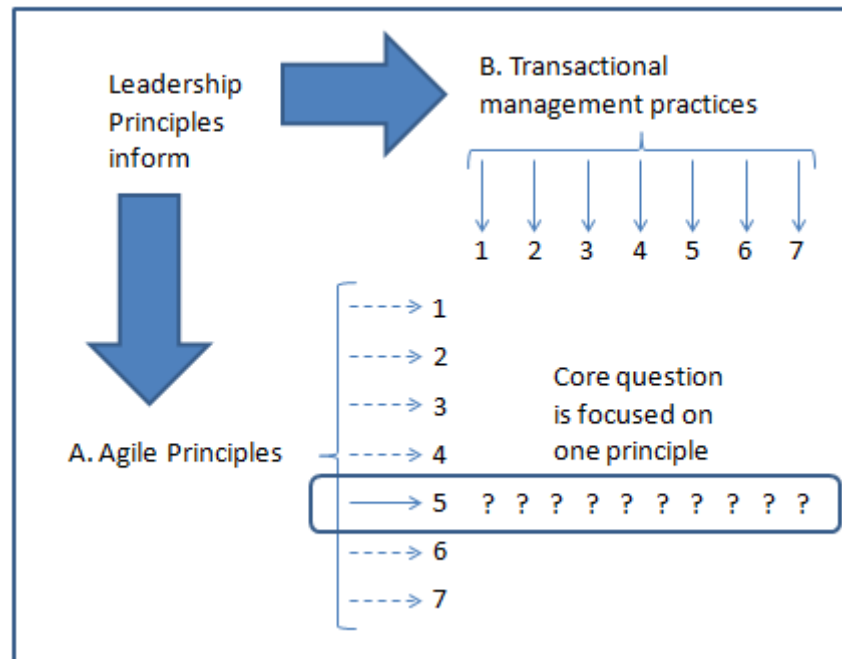 Leadership
Principles
inform
B. Transactional
management practices
1 2 3 4 5 6 7
1
2
3
4
5 ? ? ? ? ? ? ? ? ? ?
6
7
A. Agile Principles
Core question
is focused on
one principle